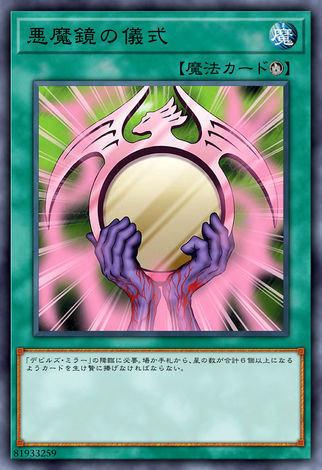 悪魔鏡の儀式
魔
【魔法カード】
「デビルズ・ミラー」の降臨に必要。場か手札から、星の数が合計6個以上になる
ようカードを生け贄に捧げなければならない。
81933259